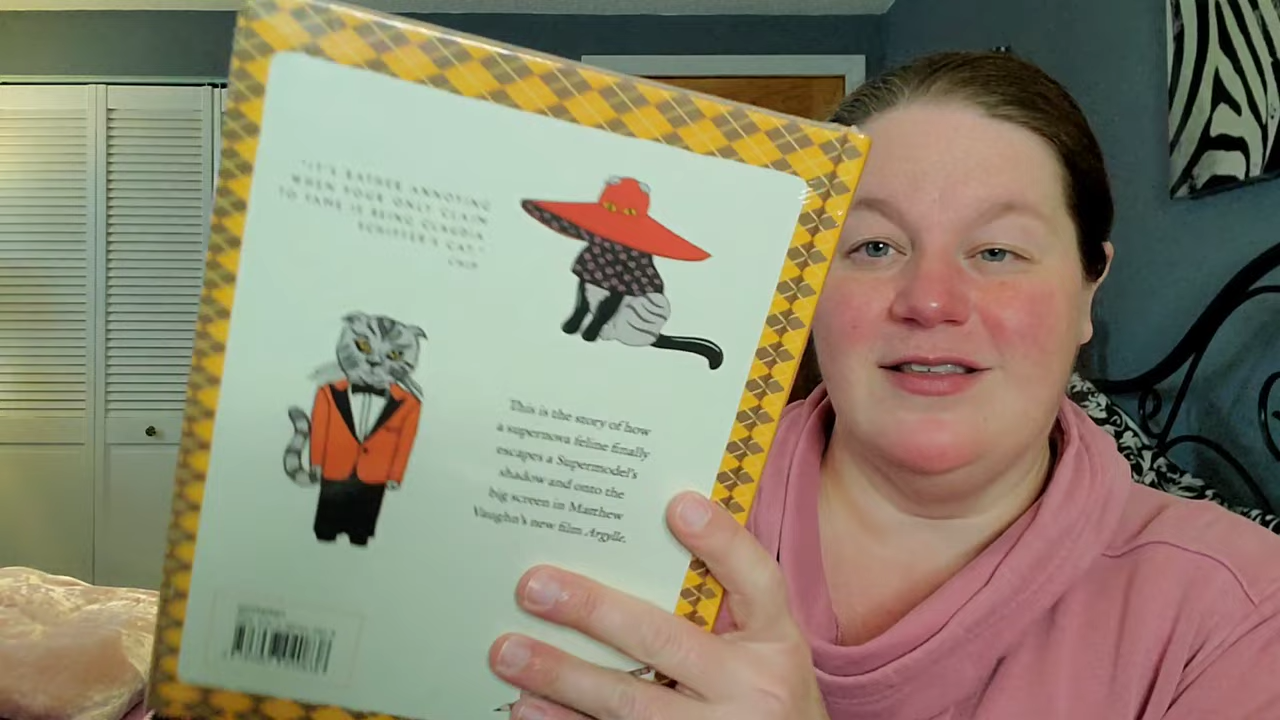 "IT'S RATHER ANNOYING
WHEN YOUR ONLY CLAIM
TO FAME IS BEING CLAUDIA
SCHIFFER'S CAT."
CHIP
This is the story of how
a supernova feline finally
escapes a Supermodel's
shadow and onto the
big screen in Matthew
Vaughn's new film Argylle.